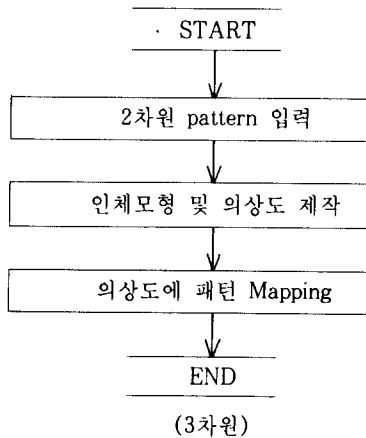 START
2차원 pattern 입력
인체모형 및 의상도 제작
의상도에 패턴 Mapping
END
(3차원)